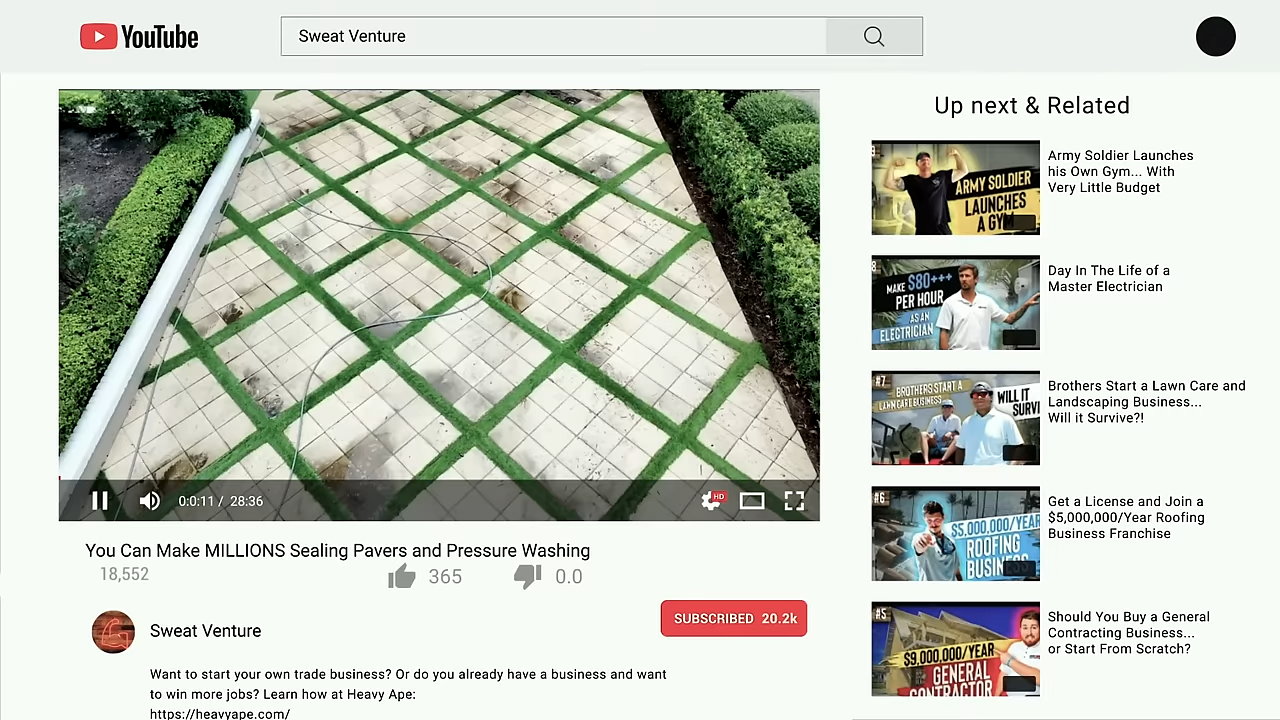 YouTube
Sweat Venture
Up next & Related
0:0:11 / 28:36
HD
You Can Make MILLIONS Sealing Pavers and Pressure Washing
18,552
365
0.0
Sweat Venture
SUBSCRIBED 20.2k
Want to start your own trade business? Or do you already have a business and want
to win more jobs? Learn how at Heavy Ape:
https://heavyape.com/
ARMY SOLDIER
LAUNCHES
A GYM
Army Soldier Launches
his Own Gym... With
Very Little Budget
MAKE $80+++
PER HOUR
AS AN
ELECTRICIAN
Day In The Life of a
Master Electrician
#7
BROTHERS START A
LAWN CARE BUSINESS
WILL IT
Brothers Start a Lawn Care and
Landscaping Business...
Will it Survive?!
#6
$5,000,000/YEAR
ROOFING
BUSINESS
Get a License and Join a
$5,000,000/Year Roofing
Business Franchise
#5
$9,000,000/YEAR
GENERAL
CONTRACTOR
Should You Buy a General
Contracting Business...
or Start From Scratch?